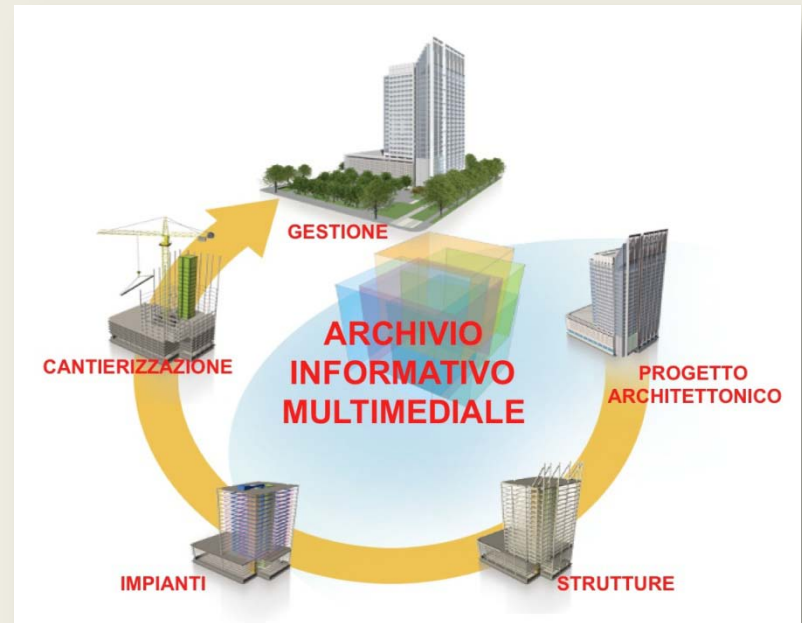 GESTIONE
CANTIERIZZAZIONE
ARCHIVIO
INFORMATIVO
MULTIMEDIALE
PROGETTO
ARCHITETTONICO
IMPIANTI
STRUTTURE